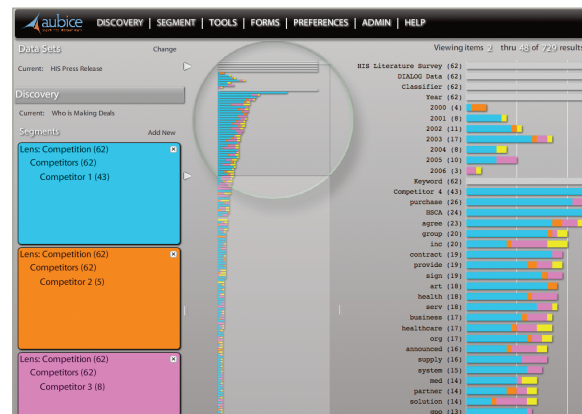 aubice
DISCOVERY | SEGMENT | TOOLS | FORMS | PREFERENCES | ADMIN | HELP
Data Sets Change
Current: HIS Press Release
Discovery
Current: Who is Making Deals
Segments Add New
Lens: Competition (62)
Competitors (62)
Competitor 1 (43)
Lens: Competition (62)
Competitors (62)
Competitor 2 (5)
Lens: Competition (62)
Competitors (62)
Competitor 3 (8)
Viewing items 2 thru 48 of 729 results
HIS Literature Survey (62)
DIALOG Data (62)
Classifier (62)
Year (62)
2000 (4)
2001 (8)
2002 (11)
2003 (17)
2004 (8)
2005 (10)
2006 (3)
Keyword (62)
Competitor 4 (43)
purchase (26)
HSCA (24)
agree (23)
group (20)
inc (20)
contract (19)
provide (19)
sign (19)
art (18)
health (18)
serv (18)
business (17)
healthcare (17)
org (17)
announced (16)
supply (16)
system (15)
med (14)
partner (14)
solution (14)
gpo (13)